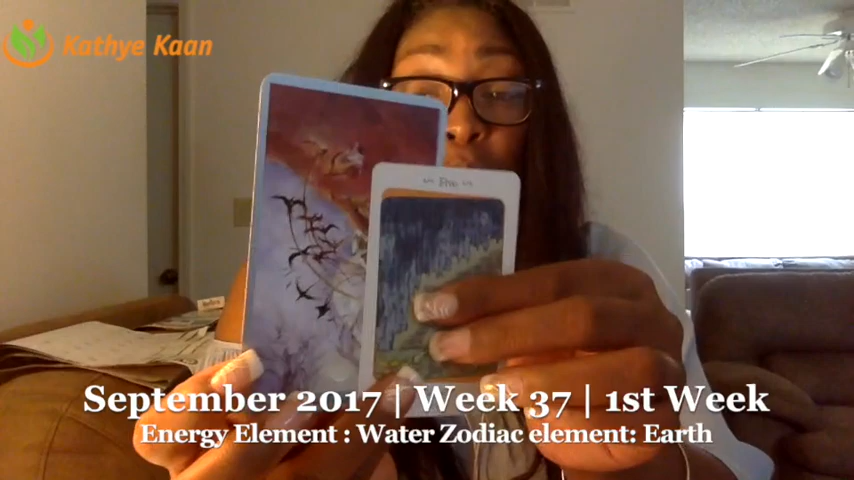 Kathye Kaan
September 2017 | Week 37 | 1st Week
Energy Element : Water Zodiac element: Earth